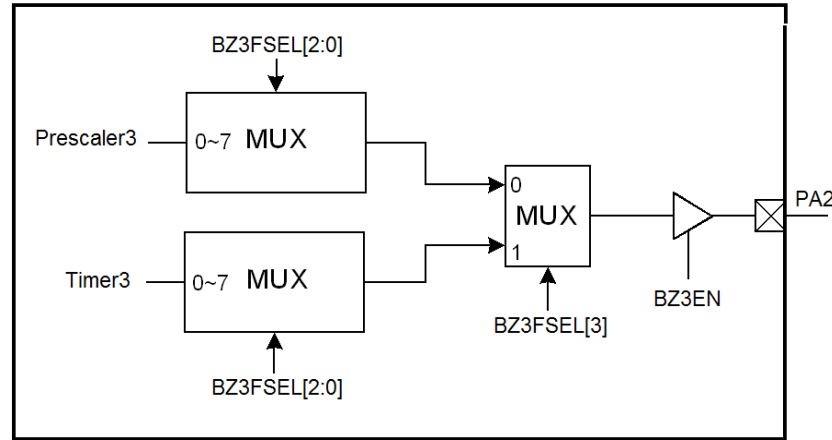 BZ3FSEL[2:0]
Prescaler3
0~7 MUX
0
MUX
1
PA2
Timer3
0~7 MUX
BZ3EN
BZ3FSEL[3]
BZ3FSEL[2:0]